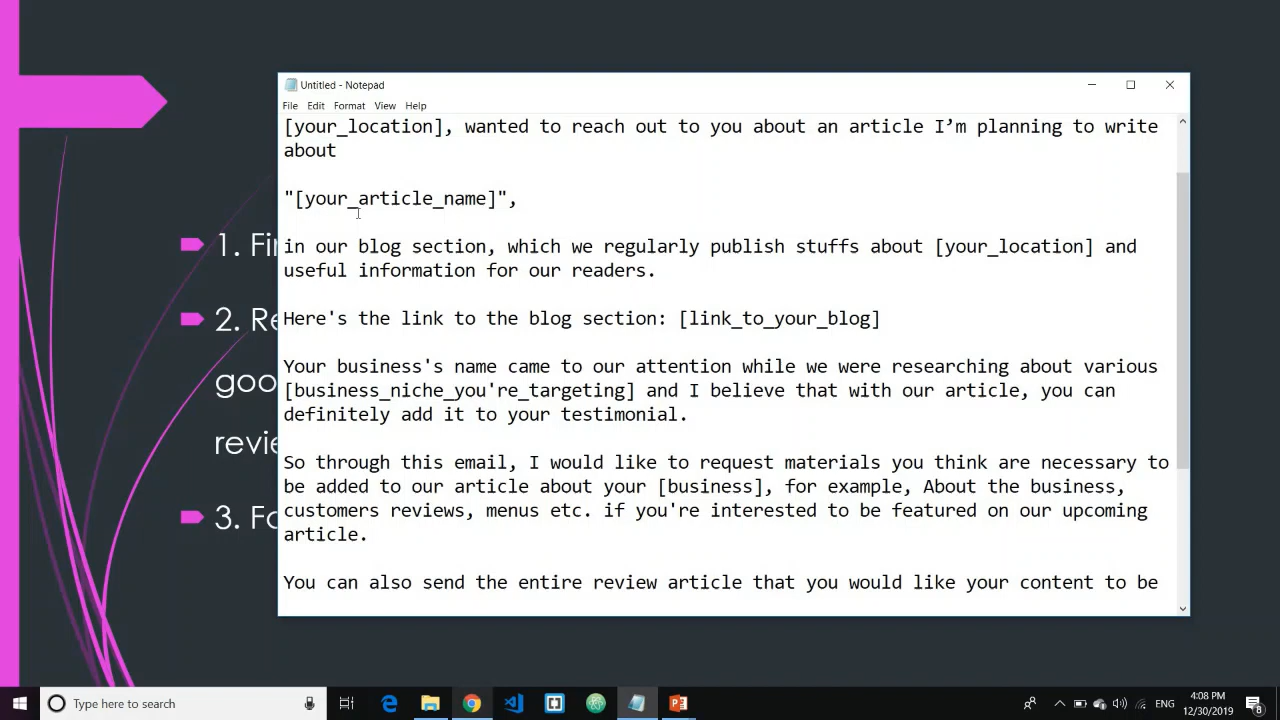 Untitled - Notepad
File Edit Format View Help
[your_location], wanted to reach out to you about an article I’m planning to write
about
"[your_article_name]",
in our blog section, which we regularly publish stuffs about [your_location] and
useful information for our readers.
Here's the link to the blog section: [link_to_your_blog]
Your business's name came to our attention while we were researching about various
[business_niche_you're_targeting] and I believe that with our article, you can
definitely add it to your testimonial.
So through this email, I would like to request materials you think are necessary to
be added to our article about your [business], for example, About the business,
customers reviews, menus etc. if you're interested to be featured on our upcoming
article.
You can also send the entire review article that you would like your content to be
1.
2.
3.
Type here to search
ENG
4:08 PM
12/30/2019
8